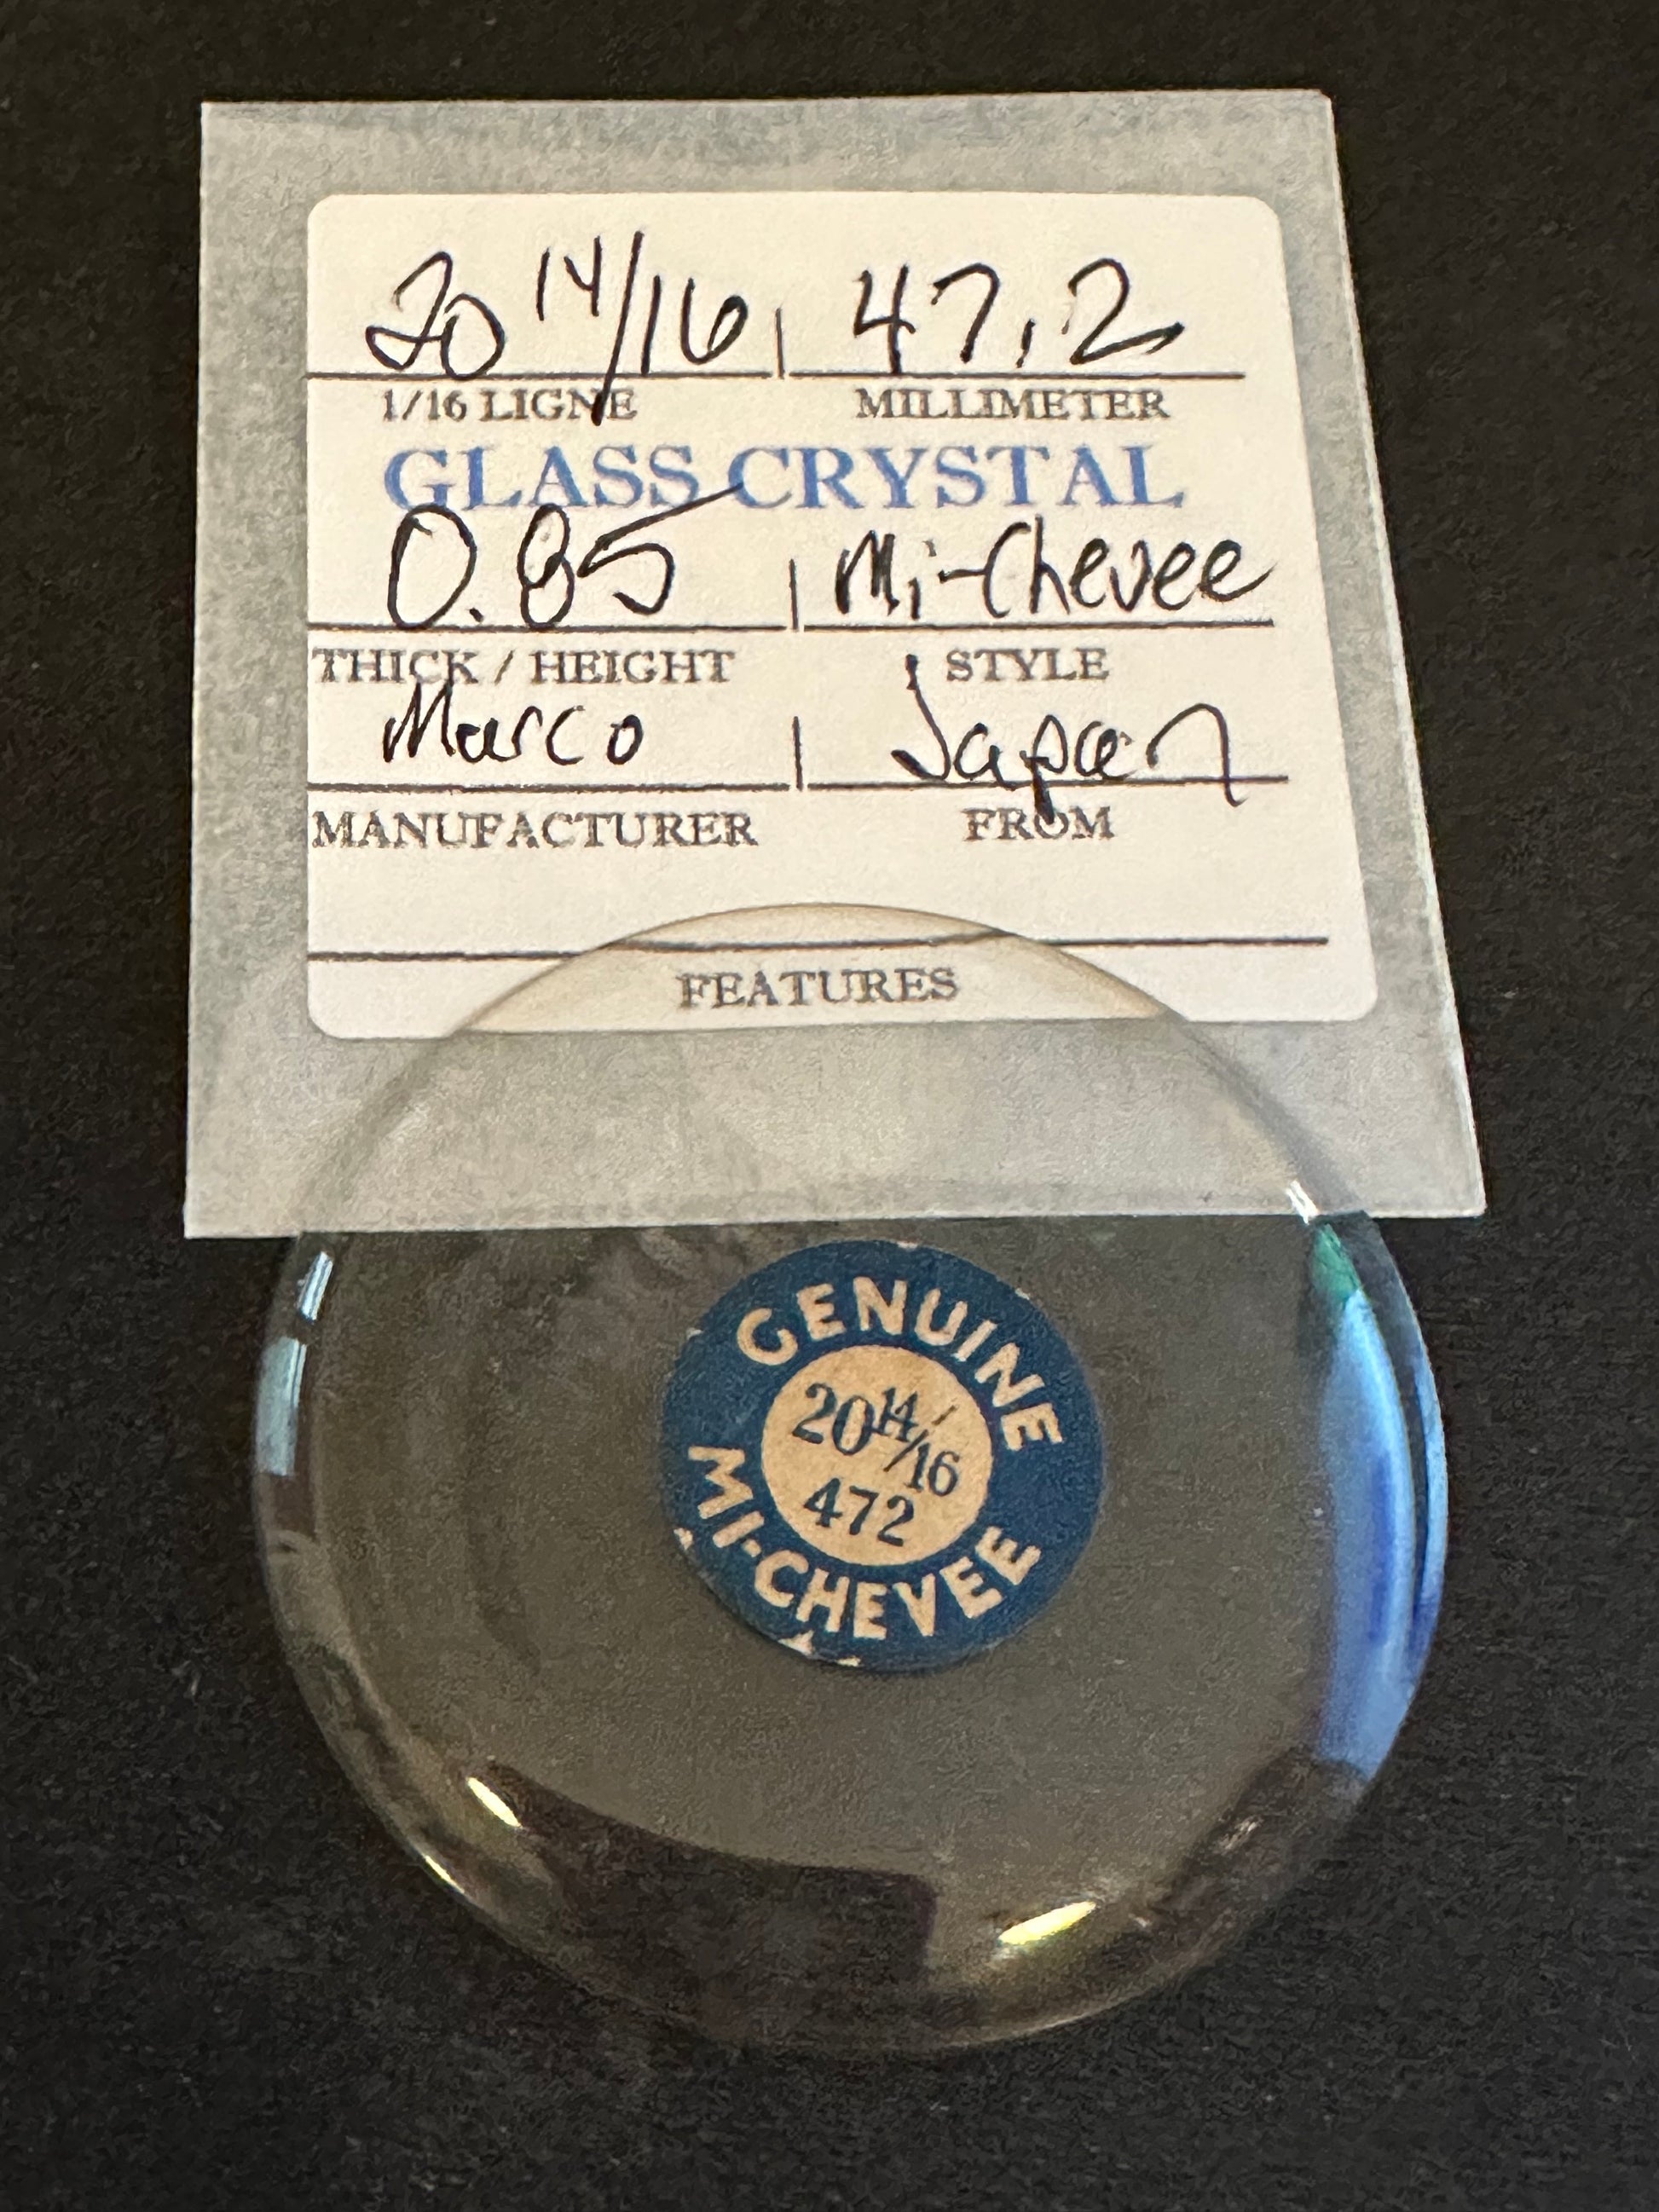 20 14/16 | 47.2
1/16 LIGNE MILLIMETER
GLASS CRYSTAL
0.85 | Mi-Chevee
THICK / HEIGHT STYLE
Marco | Japan
MANUFACTURER FROM
FEATURES
GENUINE
20 14/16
472
MI-CHEVEE